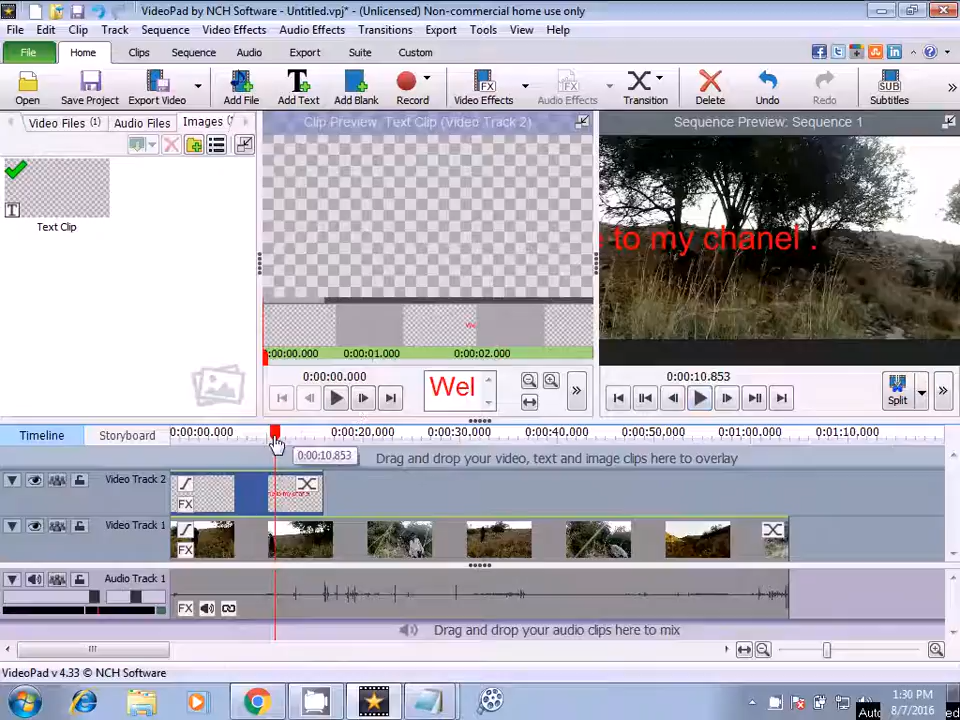 VideoPad by NCH Software - Untitled.vpj* - (Unlicensed) Non-commercial home use only
File Edit Clip Track Sequence Video Effects Audio Effects Transitions Export Tools View Help
File Home Clips Sequence Audio Export Suite Custom
Open Save Project Export Video Add File Add Text Add Blank Record Video Effects Audio Effects Transition Delete Undo Redo Subtitles
Video Files (1) Audio Files Images (
Clip Preview Text Clip (Video Track 2)
Sequence Preview: Sequence 1
Text Clip
to my chanel .
:00:00.000 0:00:01.000 0:00:02.000
0:00:00.000
Wel
0:00:10.853
Split
Timeline Storyboard
0:00:00.000 0:00:20.000 0:00:30.000 0:00:40.000 0:00:50.000 0:01:00.000 0:01:10.000
0:00:10.853
Drag and drop your video, text and image clips here to overlay
Video Track 2
FX
Video Track 1
FX
Audio Track 1
FX
Drag and drop your audio clips here to mix
VideoPad v 4.33 © NCH Software
1:30 PM
8/7/2016